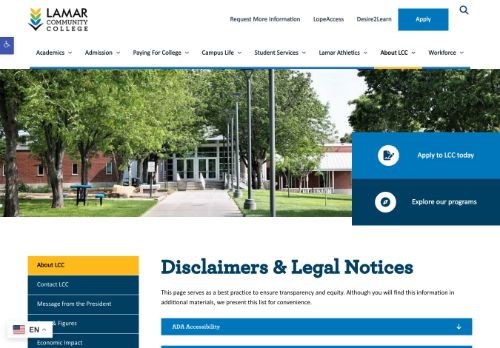 LAMAR
COMMUNITY
COLLEGE
Request More Information
LopeAccess
Desire2Learn
Apply
Academics
Admission
Paying For College
Campus Life
Student Services
Lamar Athletics
About LCC
Workforce
Apply to LCC today
Explore our programs
About LCC
Contact LCC
Message from the President
& Figures
Economic Impact
EN
Disclaimers & Legal Notices
This page serves as a best practice to ensure transparency and equity. Although you will find this information in
additional materials, we present this list for convenience.
ADA Accessibility